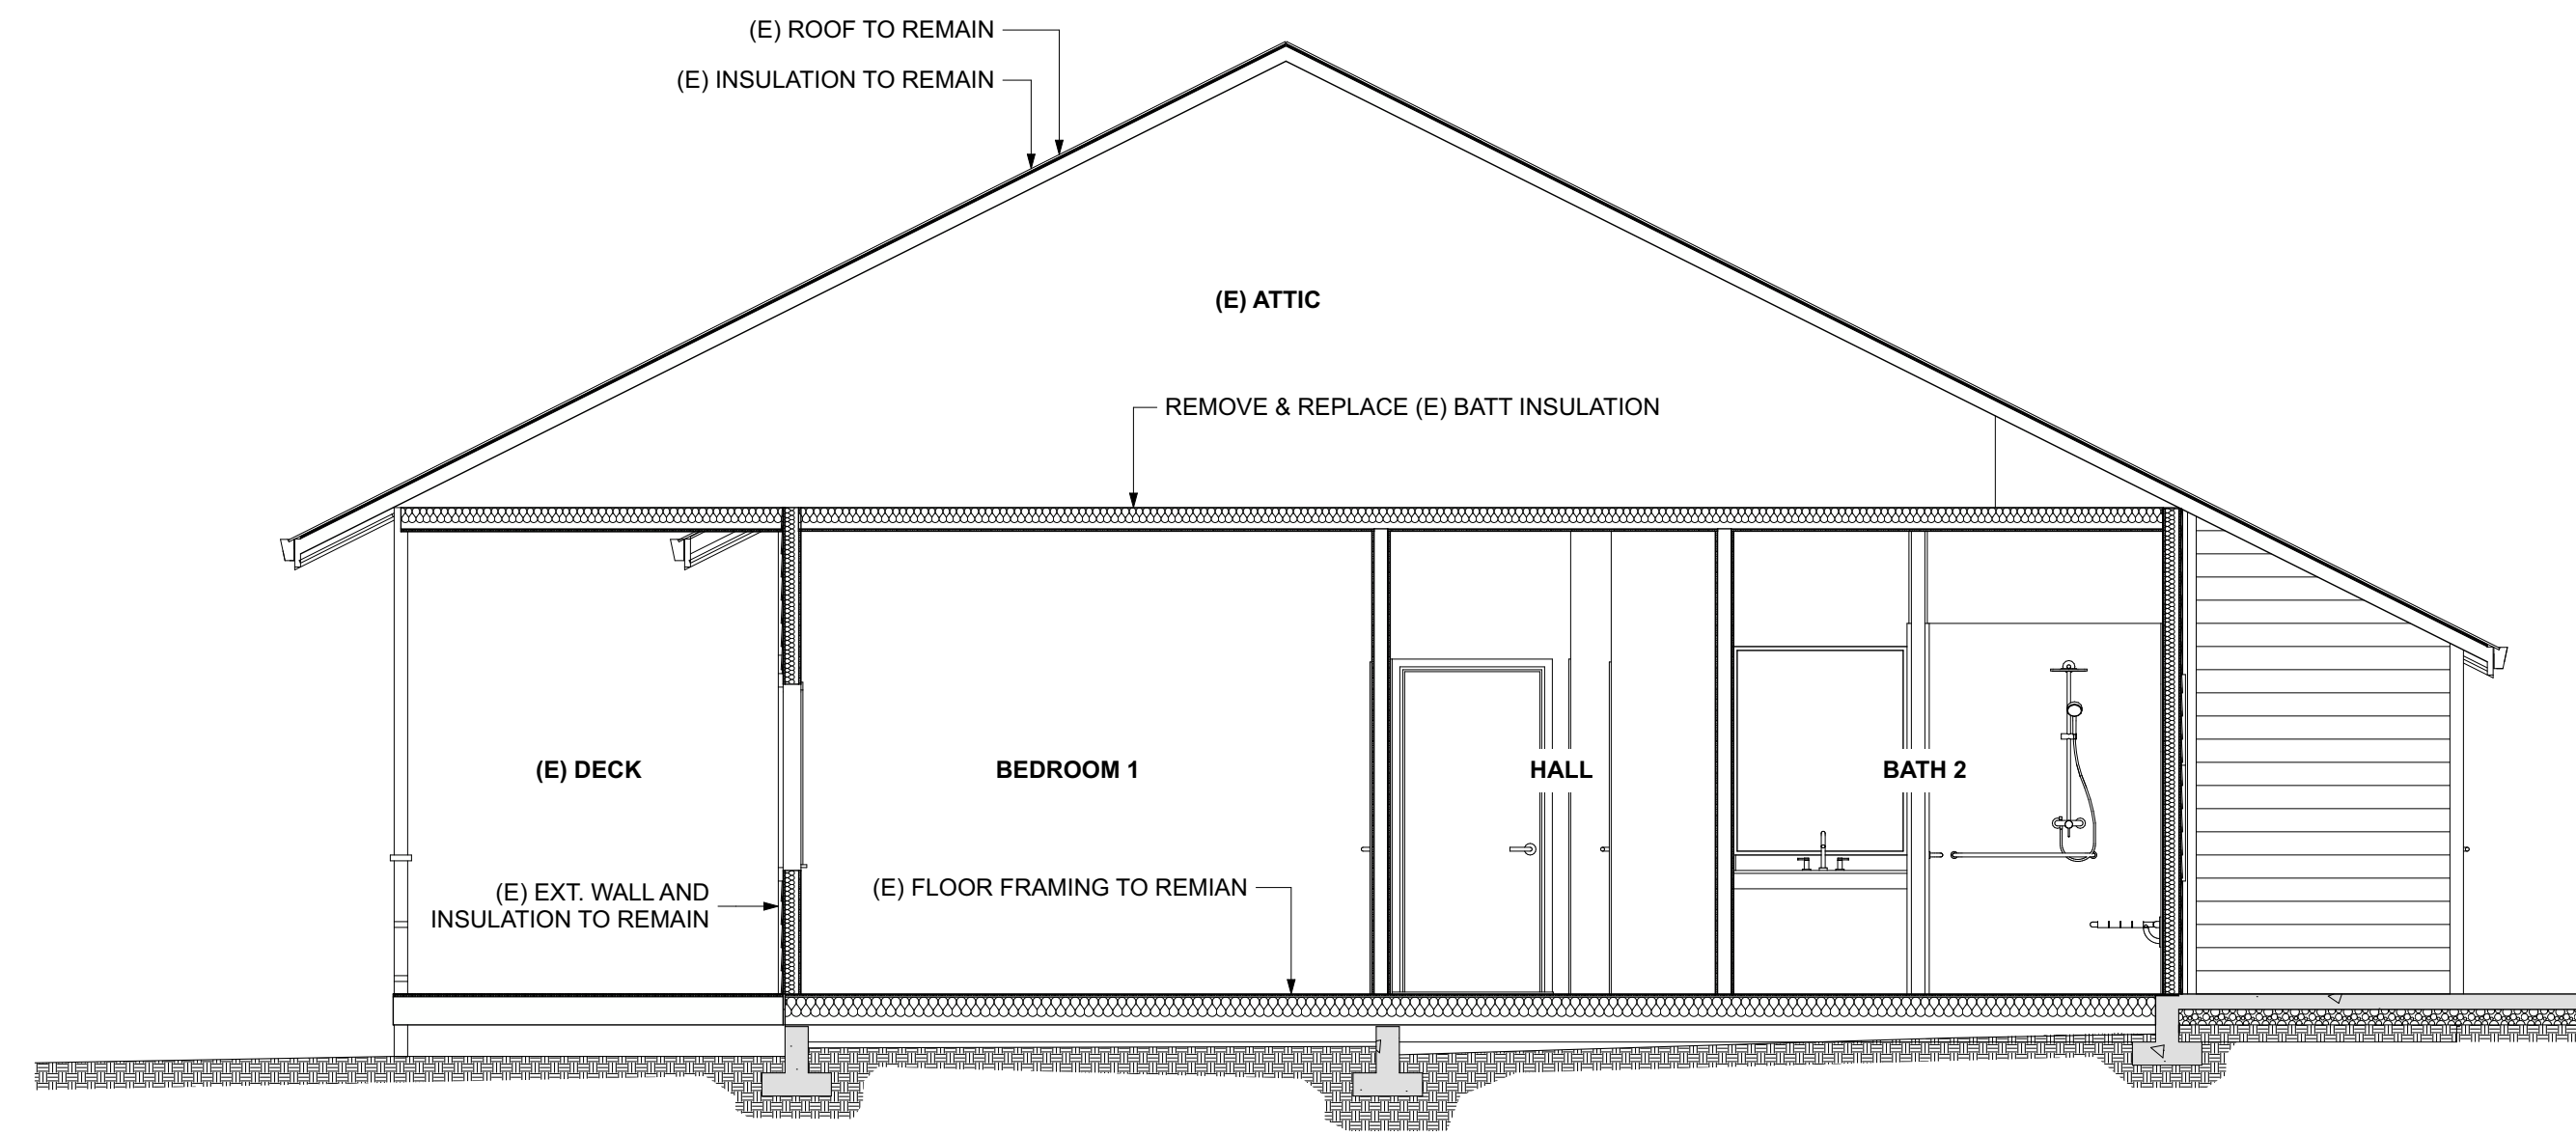 (E) ROOF TO REMAIN
(E) INSULATION TO REMAIN
(E) ATTIC
REMOVE & REPLACE (E) BATT INSULATION
(E) DECK
BEDROOM 1
HALL
BATH 2
(E) EXT. WALL AND
INSULATION TO REMAIN
(E) FLOOR FRAMING TO REMIAN